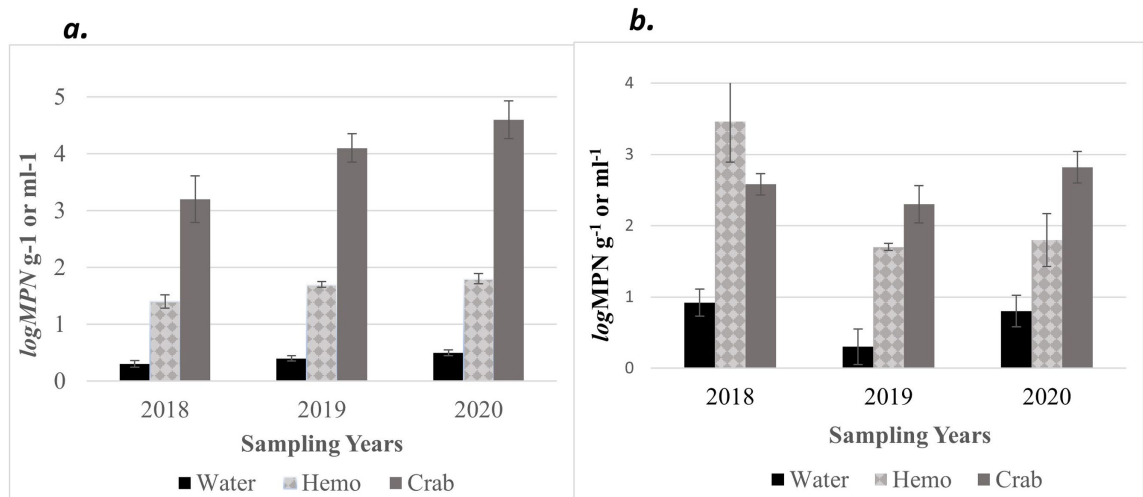 a.
5
4
3
2
1
0
logMPN g-1 or ml-1
2018 2019 2020
Sampling Years
Water Hemo Crab
b.
4
3
2
1
0
logMPN g⁻¹ or ml⁻¹
2018 2019 2020
Sampling Years
Water Hemo Crab